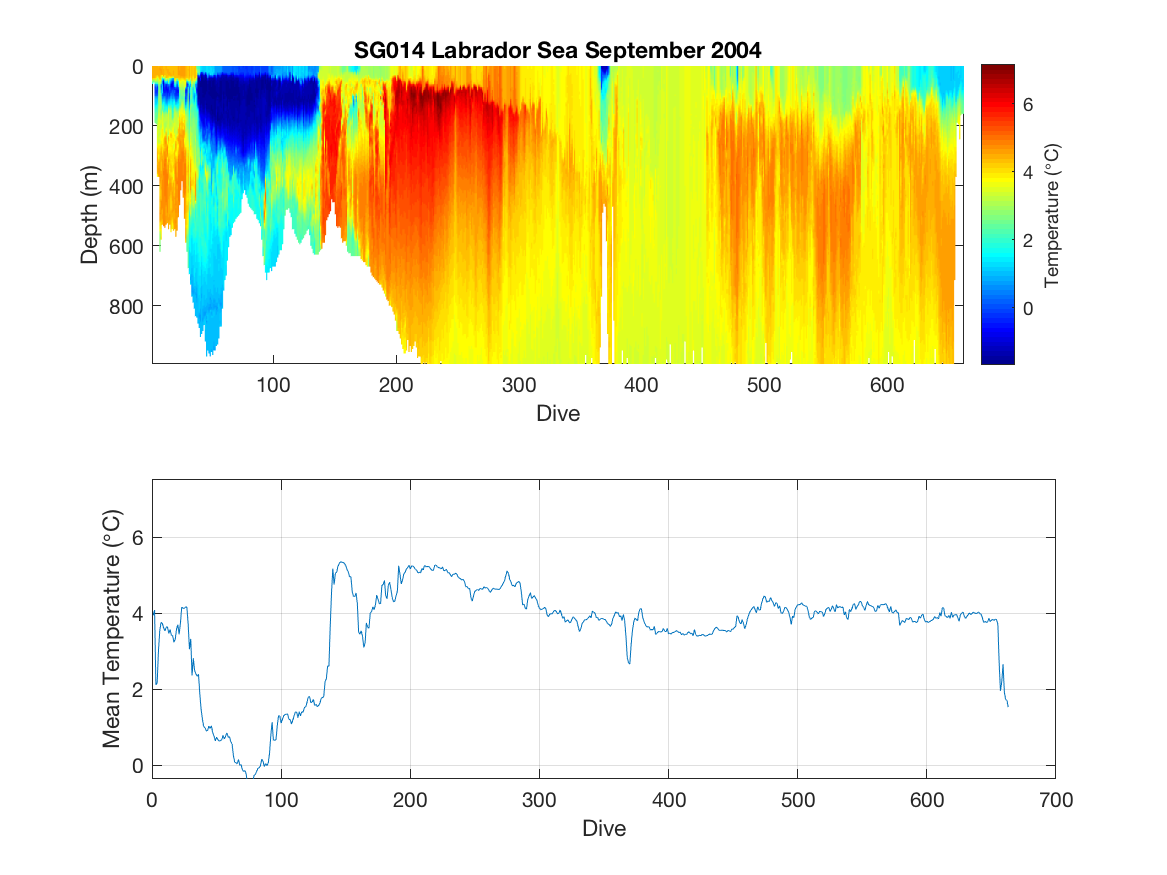 SG014 Labrador Sea September 2004
0
200
400
600
800
Depth (m)
100 200 300 400 500 600
Dive
6
4
2
0
Temperature (°C)
6
4
2
0
Mean Temperature (°C)
0 100 200 300 400 500 600 700
Dive